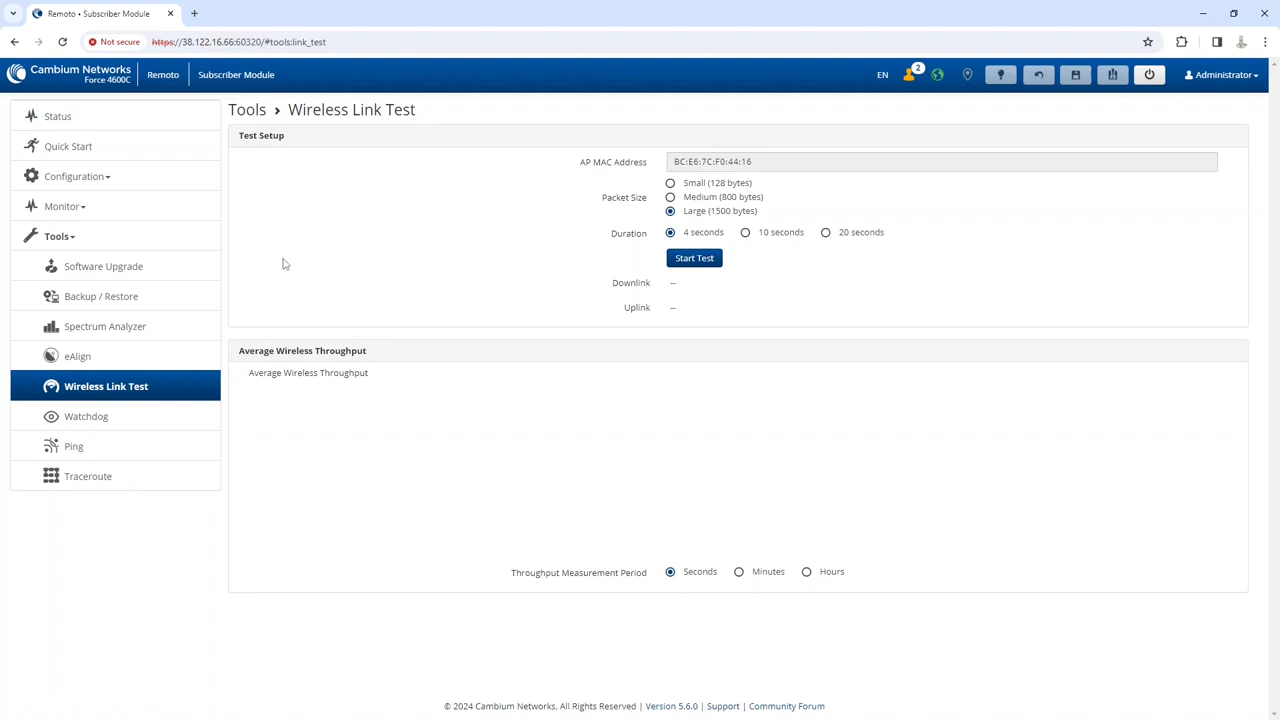 Remoto • Subscriber Module
Not secure https://38.122.16.66:60320/#tools:link_test
Cambium Networks
Force 4600C
Remoto
Subscriber Module
EN
2
Administrator
Status
Quick Start
Configuration
Monitor
Tools
Software Upgrade
Backup / Restore
Spectrum Analyzer
eAlign
Wireless Link Test
Watchdog
Ping
Traceroute
Tools > Wireless Link Test
Test Setup
AP MAC Address BC:E6:7C:F0:44:16
Packet Size
Small (128 bytes)
Medium (800 bytes)
Large (1500 bytes)
Duration 4 seconds 10 seconds 20 seconds
Start Test
Downlink --
Uplink --
Average Wireless Throughput
Average Wireless Throughput
Throughput Measurement Period Seconds Minutes Hours
© 2024 Cambium Networks. All Rights Reserved | Version 5.6.0 | Support | Community Forum